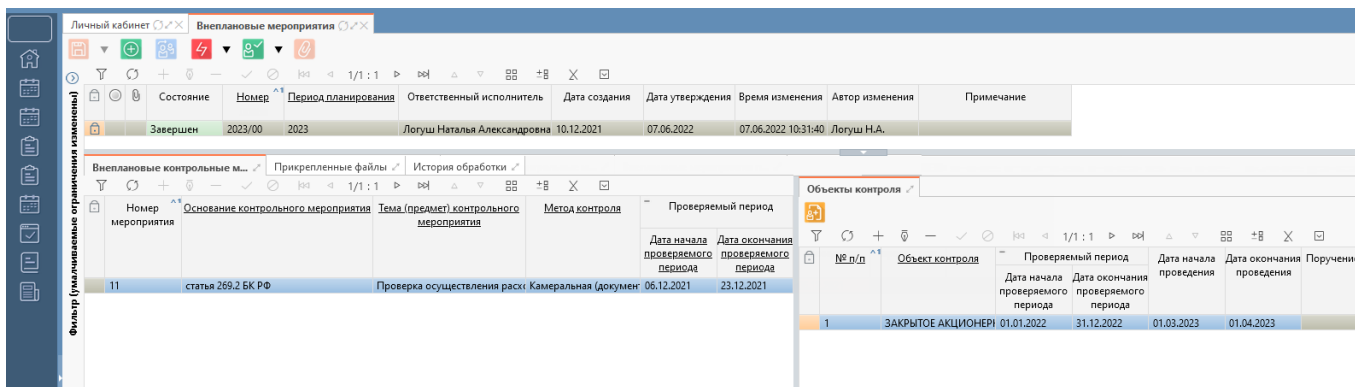 Личный кабинет
Внеплановые мероприятия
1/1 : 1
Фильтр (умалчиваемые ограничения изменены)
Состояние Номер ^1 Период планирования Ответственный исполнитель Дата создания Дата утверждения Время изменения Автор изменения Примечание
Завершен 2023/00 2023 Логуш Наталья Александровна 10.12.2021 07.06.2022 07.06.2022 10:31:40 Логуш Н.А.
Внеплановые контрольные м... Прикрепленные файлы История обработки
1/1 : 1
Номер мероприятия ^1 Основание контрольного мероприятия Тема (предмет) контрольного мероприятия Метод контроля Проверяемый период
Дата начала проверяемого периода Дата окончания проверяемого периода
11 статья 269.2 БК РФ Проверка осуществления расхо Камеральная (докумен 06.12.2021 23.12.2021
Объекты контроля
1/1 : 1
№ п/п ^1 Объект контроля Проверяемый период Дата начала проведения Дата окончания проведения Поручение
Дата начала проверяемого периода Дата окончания проверяемого периода
1 ЗАКРЫТОЕ АКЦИОНЕРН 01.01.2022 31.12.2022 01.03.2023 01.04.2023